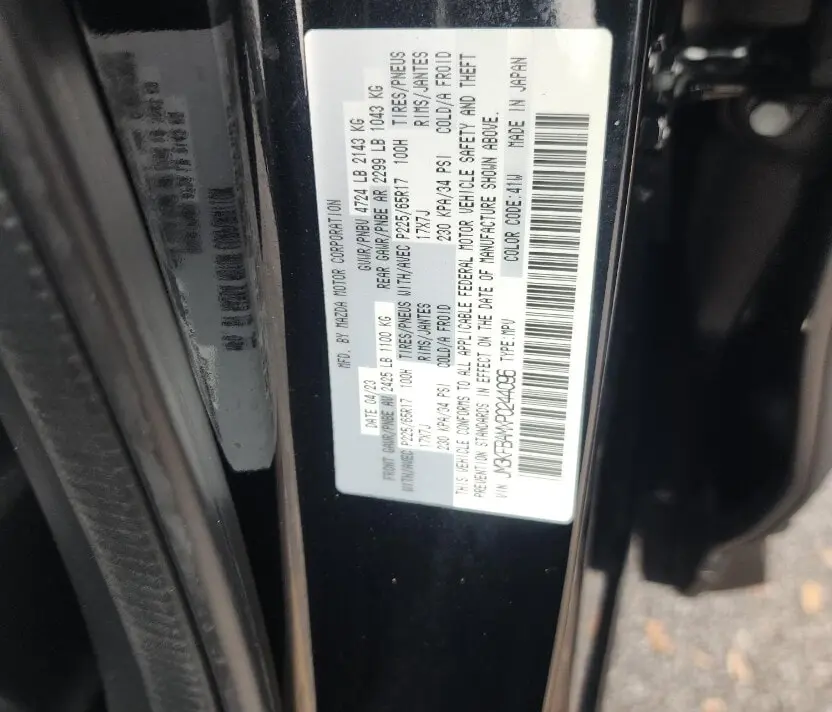 MFD. BY MAZDA MOTOR CORPORATION
DATE 04/23 GVWR/PNBV 4724 LB 2143 KG
FRONT GAWR/PNBE AV 2425 LB 1100 KG REAR GAWR/PNBE AR 2299 LB 1043 KG
WITH/AVEC P225/65R17 100H TIRES/PNEUS WITH/AVEC P225/65R17 100H TIRES/PNEUS
17X7J RIMS/JANTES 17X7J RIMS/JANTES
230 KPA/34 PSI COLD/A FROID 230 KPA/34 PSI COLD/A FROID
THIS VEHICLE CONFORMS TO ALL APPLICABLE FEDERAL MOTOR VEHICLE SAFETY AND THEFT
PREVENTION STANDARDS IN EFFECT ON THE DATE OF MANUFACTURE SHOWN ABOVE.
VIN TYPE:MPV COLOR CODE:41W MADE IN JAPAN